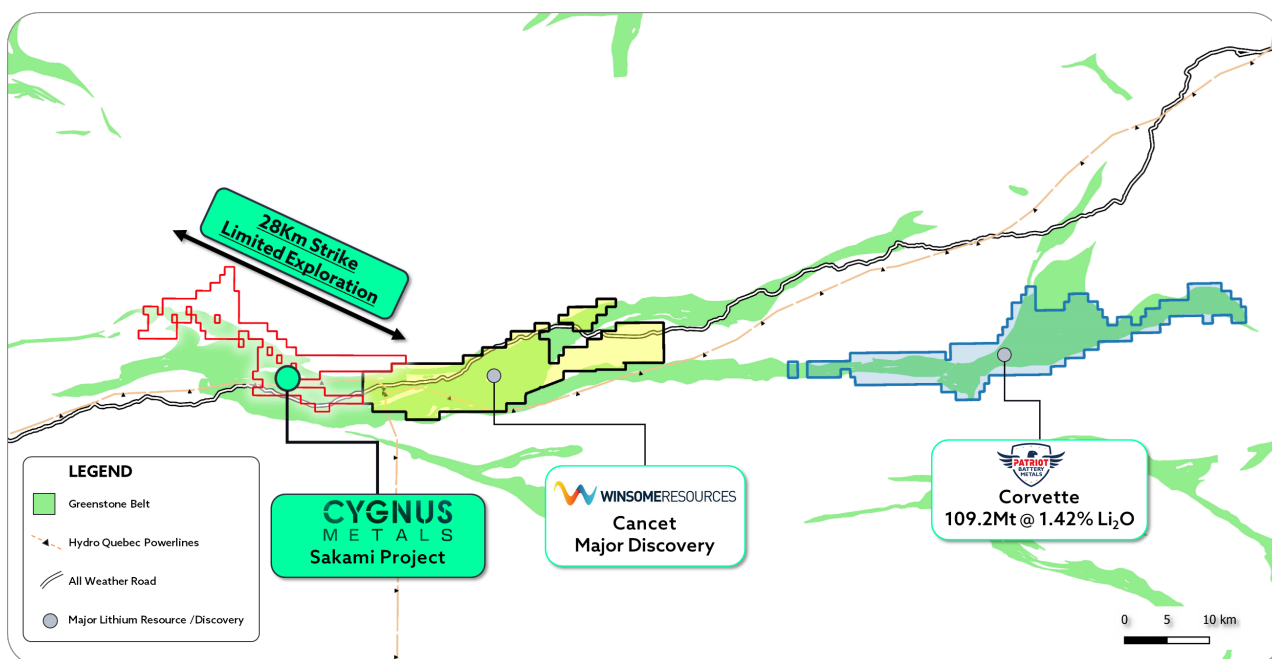 28Km Strike
Limited Exploration
LEGEND
Greenstone Belt
Hydro Quebec Powerlines
All Weather Road
Major Lithium Resource / Discovery
CYGNUS
METALS
Sakami Project
WINSOMERESOURCES
Cancet
Major Discovery
PATRIOT
BATTERY
METALS
Corvette
109.2Mt @ 1.42% Li₂O
0 5 10 km